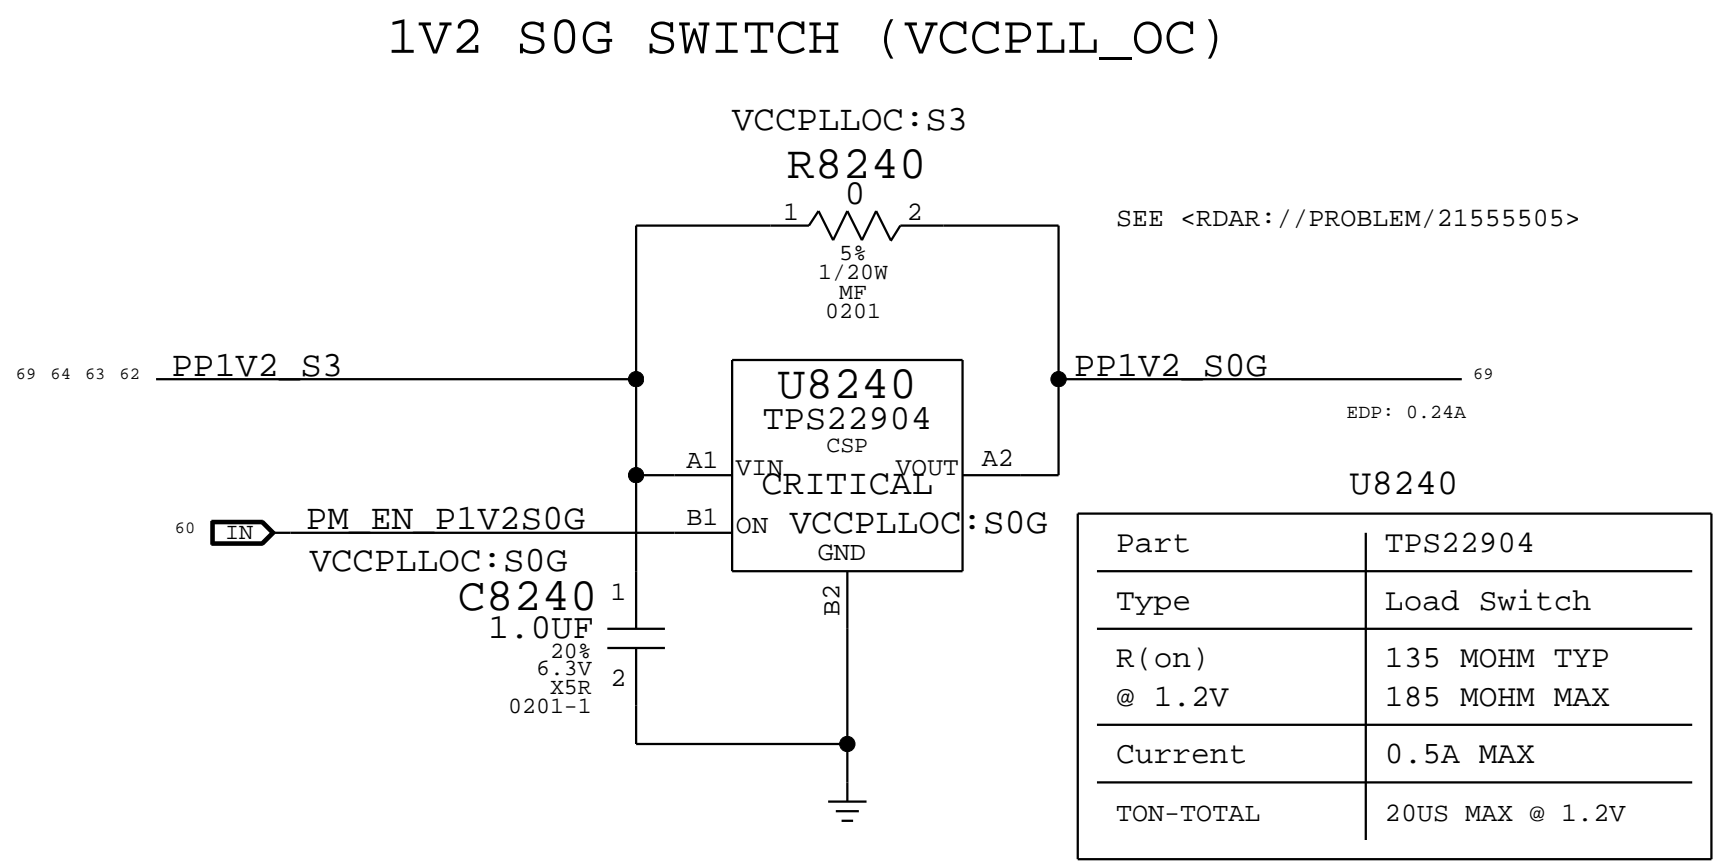 1V2 S0G SWITCH (VCCPLL_OC)
VCCPLLOC:S3
R8240
0
1 2
5%
1/20W
MF
0201
SEE <RDAR://PROBLEM/21555505>
69 64 63 62 PP1V2_S3
PP1V2_S0G 69
EDP: 0.24A
U8240
TPS22904
CSP
A1 VIN VOUT A2
CRITICAL
60 IN PM_EN_P1V2S0G B1 ON VCCPLLOC:S0G
GND
B2
VCCPLLOC:S0G
C8240 1
1.0UF
20%
6.3V
X5R 2
0201-1
U8240
Part TPS22904
Type Load Switch
R(on) 135 MOHM TYP
@ 1.2V 185 MOHM MAX
Current 0.5A MAX
TON-TOTAL 20US MAX @ 1.2V